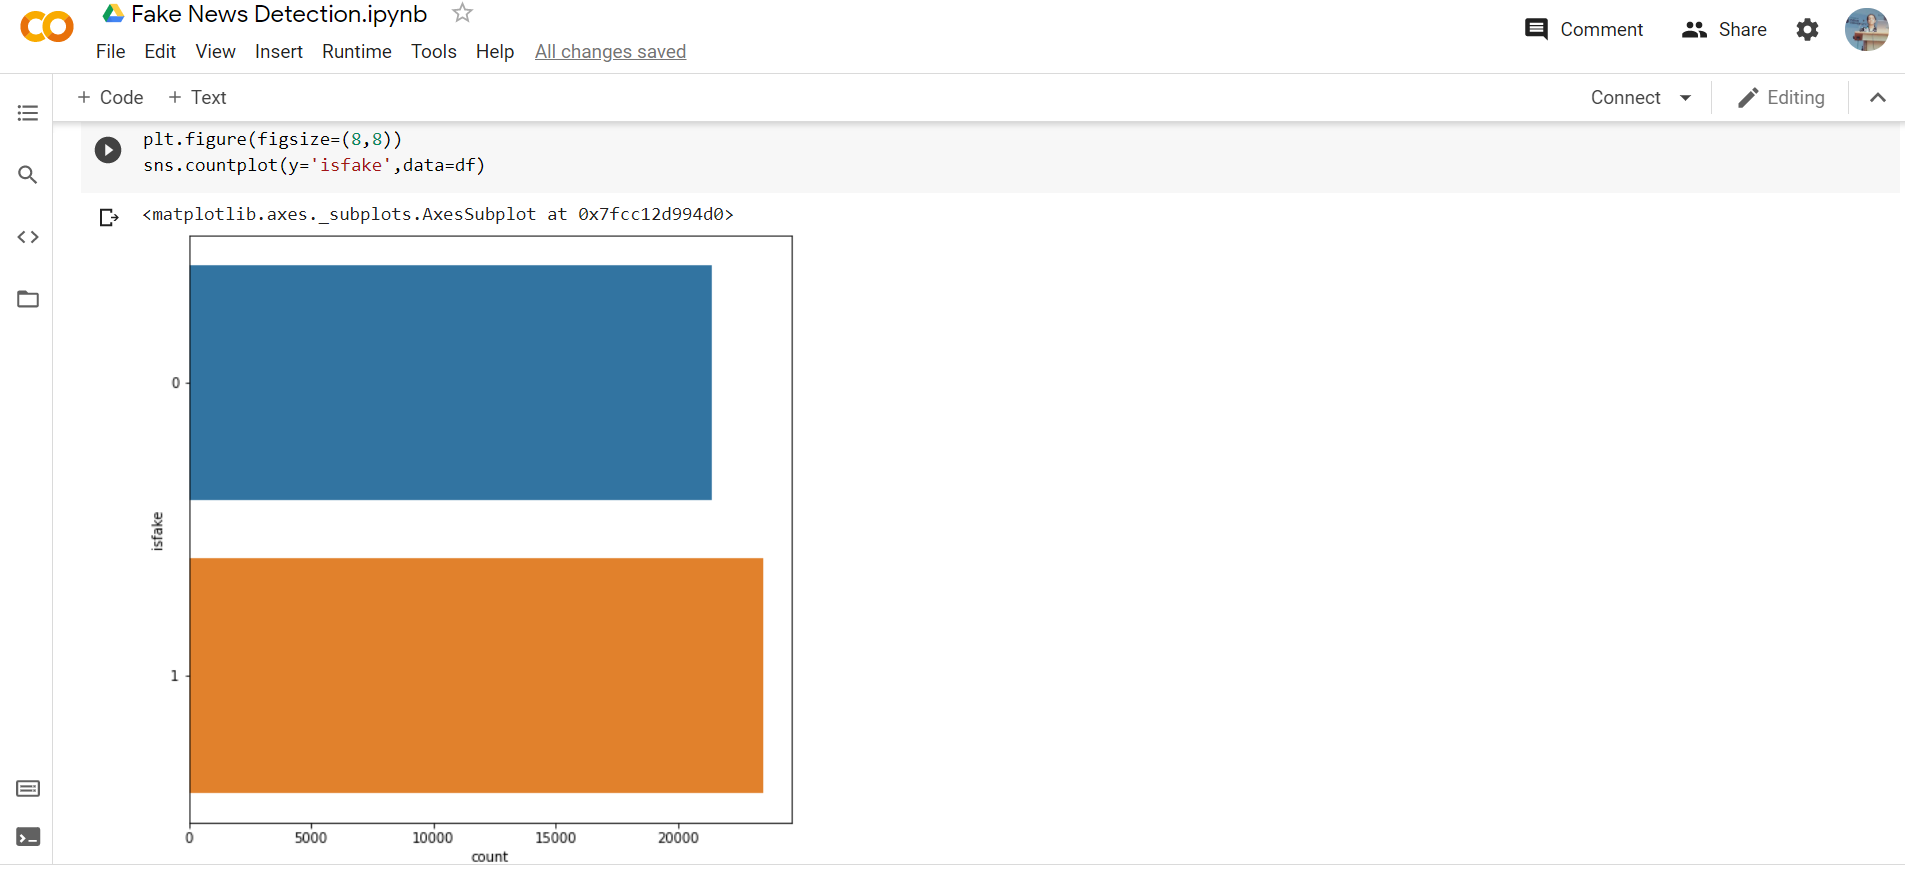 Fake News Detection.ipynb
Comment
Share
File Edit View Insert Runtime Tools Help All changes saved
+ Code + Text
Connect
Editing
plt.figure(figsize=(8,8))
sns.countplot(y='isfake',data=df)
<matplotlib.axes._subplots.AxesSubplot at 0x7fcc12d994d0>
0
isfake
1
0 5000 10000 15000 20000
count